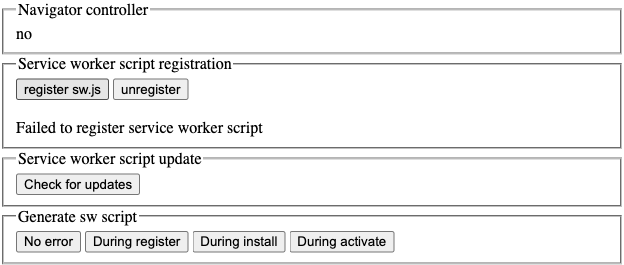 Navigator controller
no
Service worker script registration
register sw.js unregister
Failed to register service worker script
Service worker script update
Check for updates
Generate sw script
No error During register During install During activate